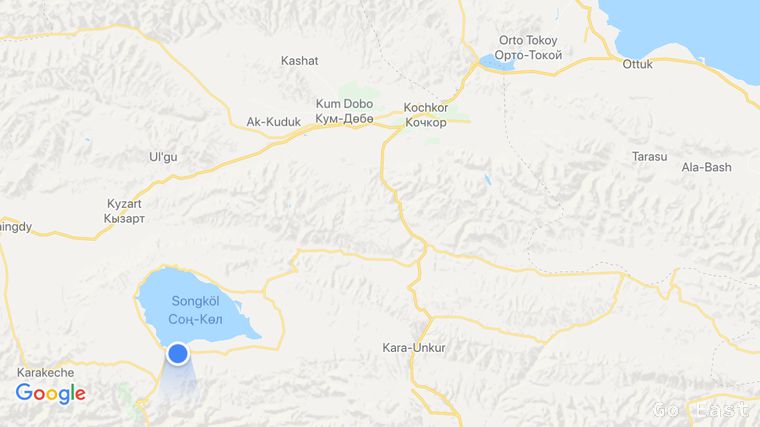 Orto Tokoy
Орто-Токой
Ottuk
Kashat
Kum Dobo
Кум-Дөбө
Kochkor
Кочкор
Ak-Kuduk
Ul'gu
Tarasu
Ala-Bash
Kyzart
Кызарт
ningdy
Songköl
Соң-Көл
Kara-Unkur
Karakeche
Google
Go East